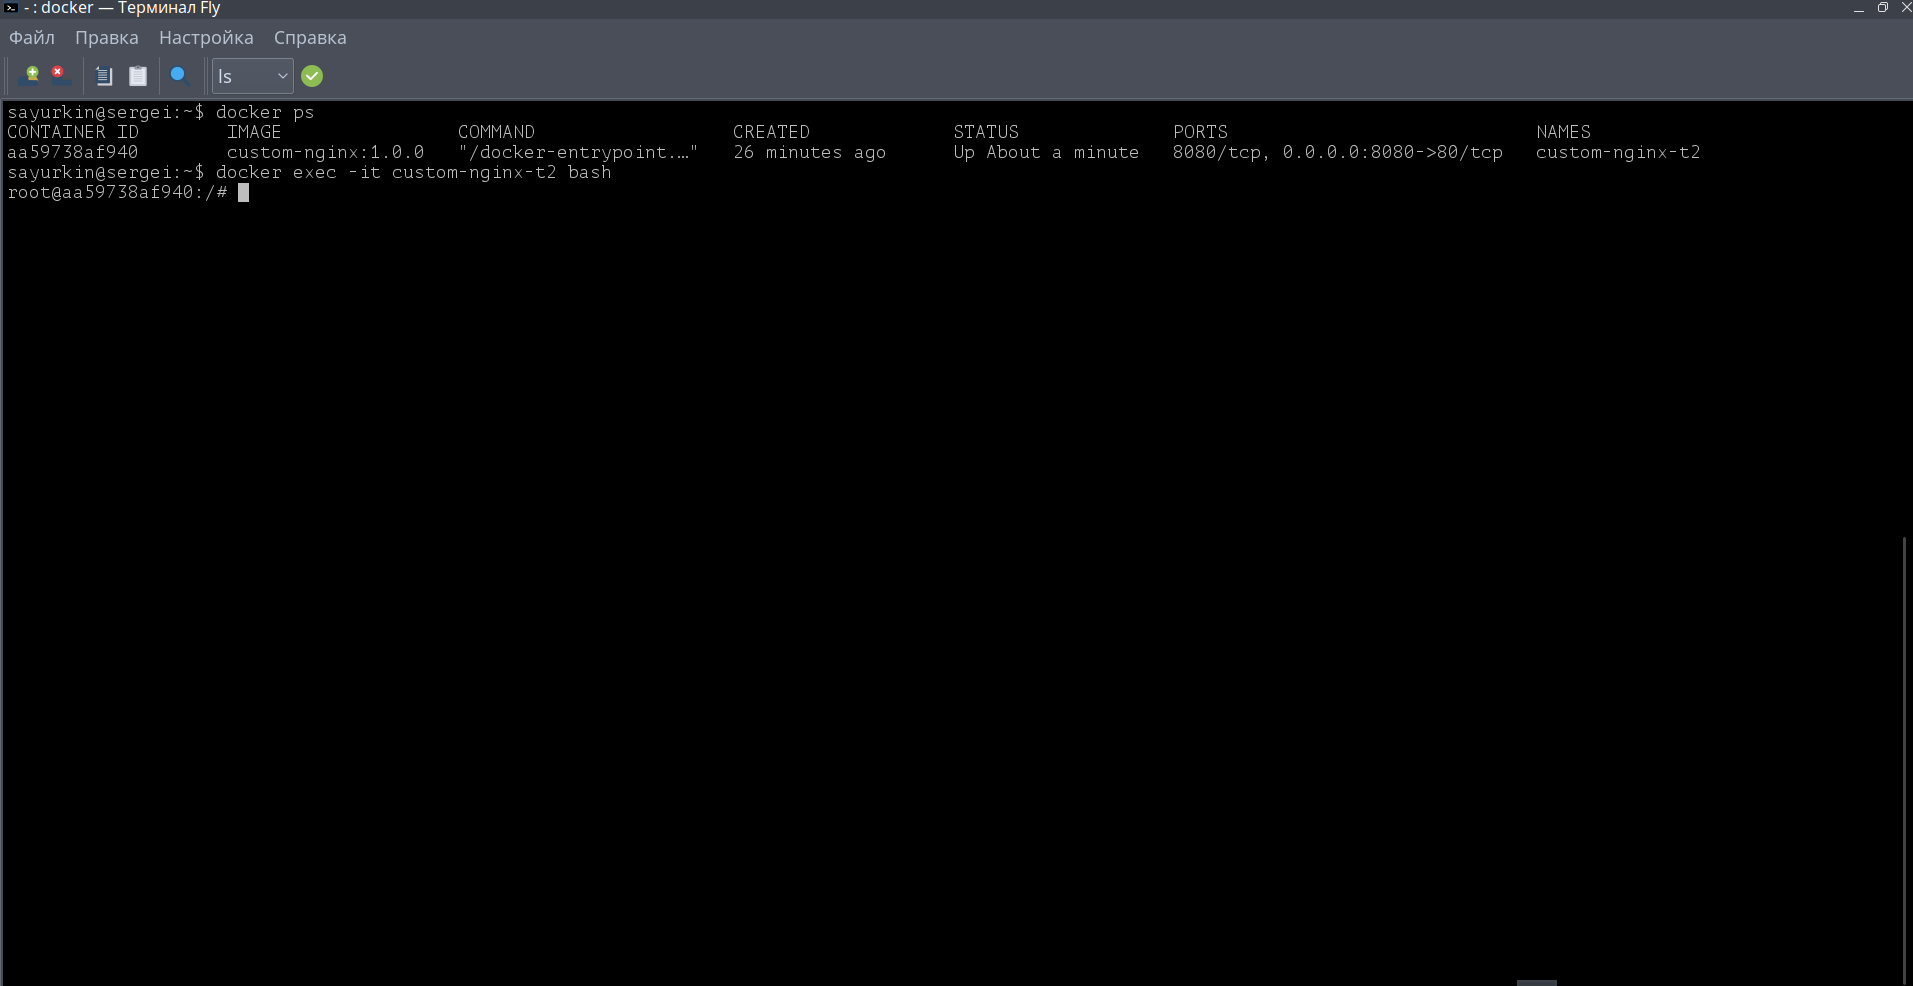 - : docker — Терминал Fly
Файл Правка Настройка Справка
ls
sayurkin@sergei:~$ docker ps
CONTAINER ID IMAGE COMMAND CREATED STATUS PORTS NAMES
aa59738af940 custom-nginx:1.0.0 "/docker-entrypoint.…" 26 minutes ago Up About a minute 8080/tcp, 0.0.0.0:8080->80/tcp custom-nginx-t2
sayurkin@sergei:~$ docker exec -it custom-nginx-t2 bash
root@aa59738af940:/#